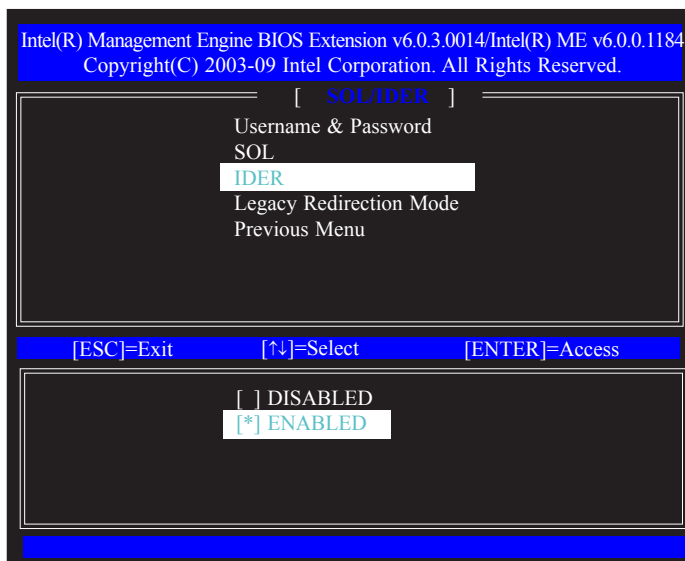 Intel(R) Management Engine BIOS Extension v6.0.3.0014/Intel(R) ME v6.0.0.1184
Copyright(C) 2003-09 Intel Corporation. All Rights Reserved.
[ SOL/IDER ]
Username & Password
SOL
IDER
Legacy Redirection Mode
Previous Menu
[ESC]=Exit [↑↓]=Select [ENTER]=Access
[ ] DISABLED
[*] ENABLED